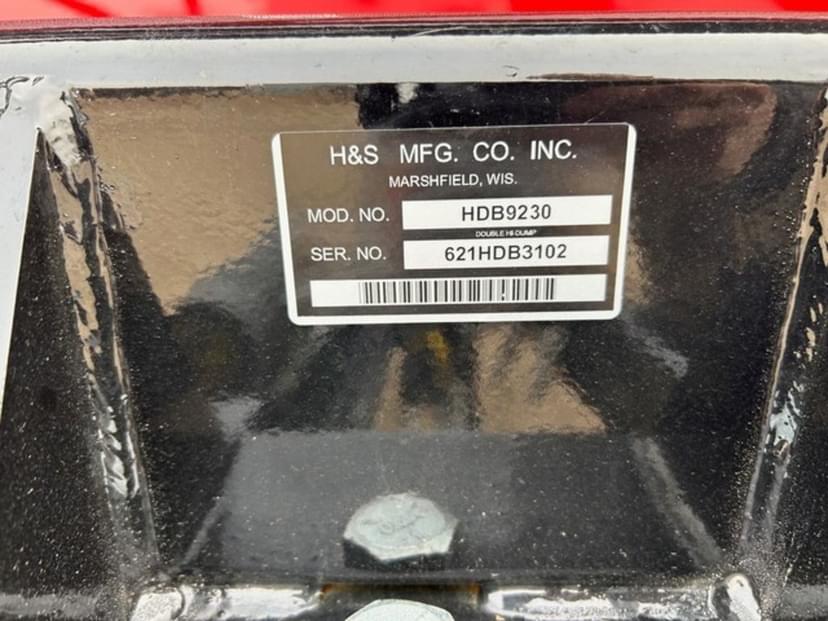 H&S MFG. CO. INC.
MARSHFIELD, WIS.
MOD. NO. HDB9230
DOUBLE HI-DUMP
SER. NO. 621HDB3102